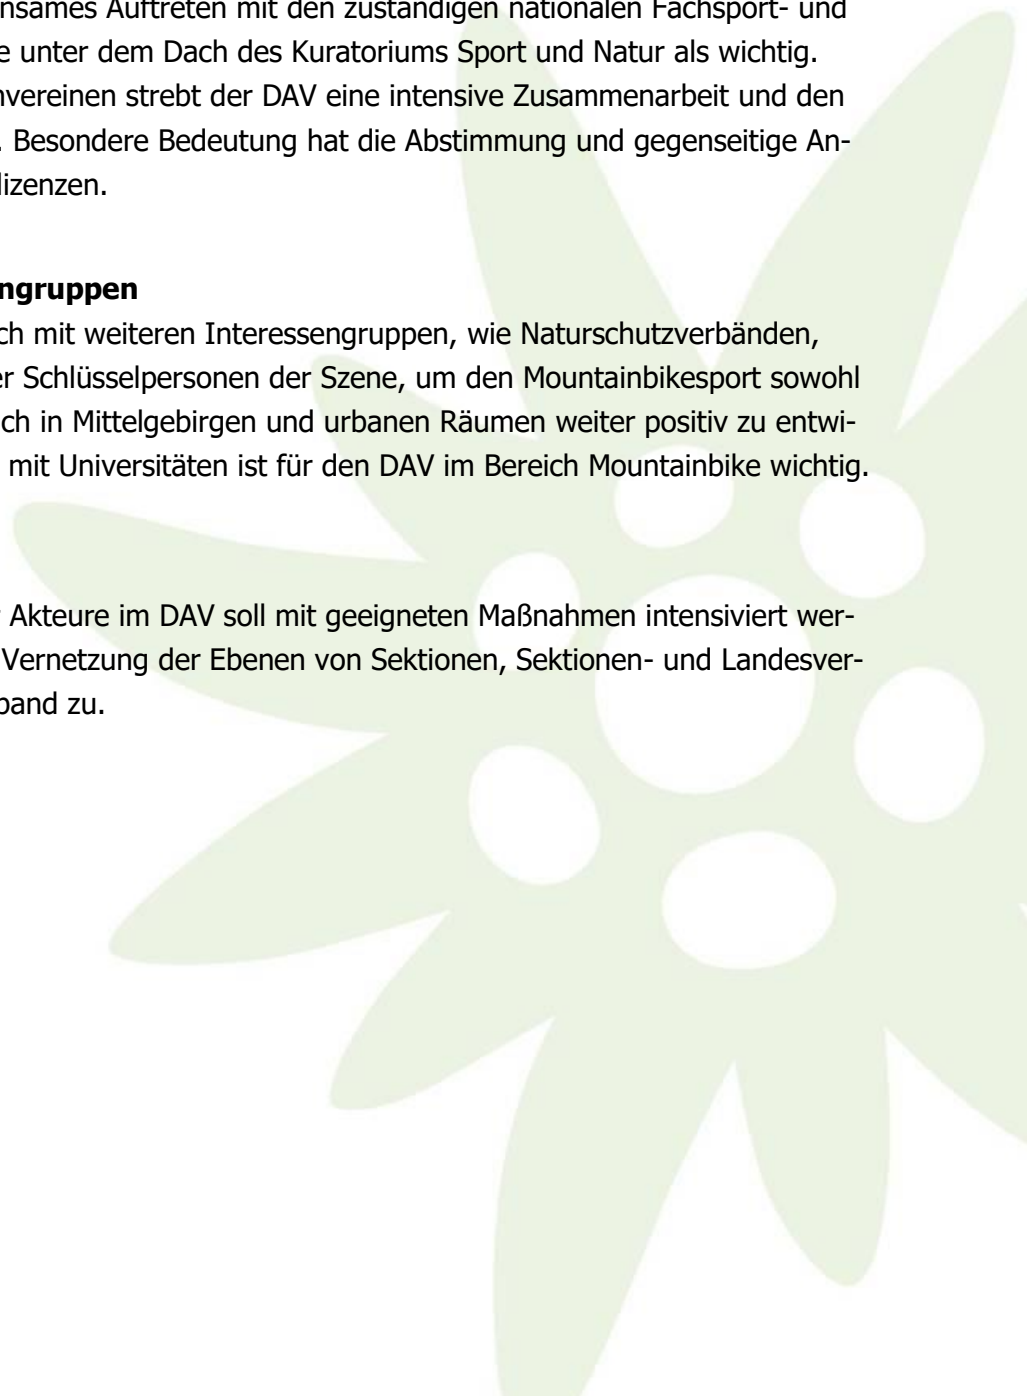 nsames Auftreten mit den zuständigen nationalen Fachsport- und
e unter dem Dach des Kuratoriums Sport und Natur als wichtig.
nvereinen strebt der DAV eine intensive Zusammenarbeit und den
. Besondere Bedeutung hat die Abstimmung und gegenseitige An-
lizenzen.
ngruppen
ch mit weiteren Interessengruppen, wie Naturschutzverbänden,
er Schlüsselpersonen der Szene, um den Mountainbikesport sowohl
ch in Mittelgebirgen und urbanen Räumen weiter positiv zu entwi-
mit Universitäten ist für den DAV im Bereich Mountainbike wichtig.
Akteure im DAV soll mit geeigneten Maßnahmen intensiviert wer-
Vernetzung der Ebenen von Sektionen, Sektionen- und Landesver-
band zu.